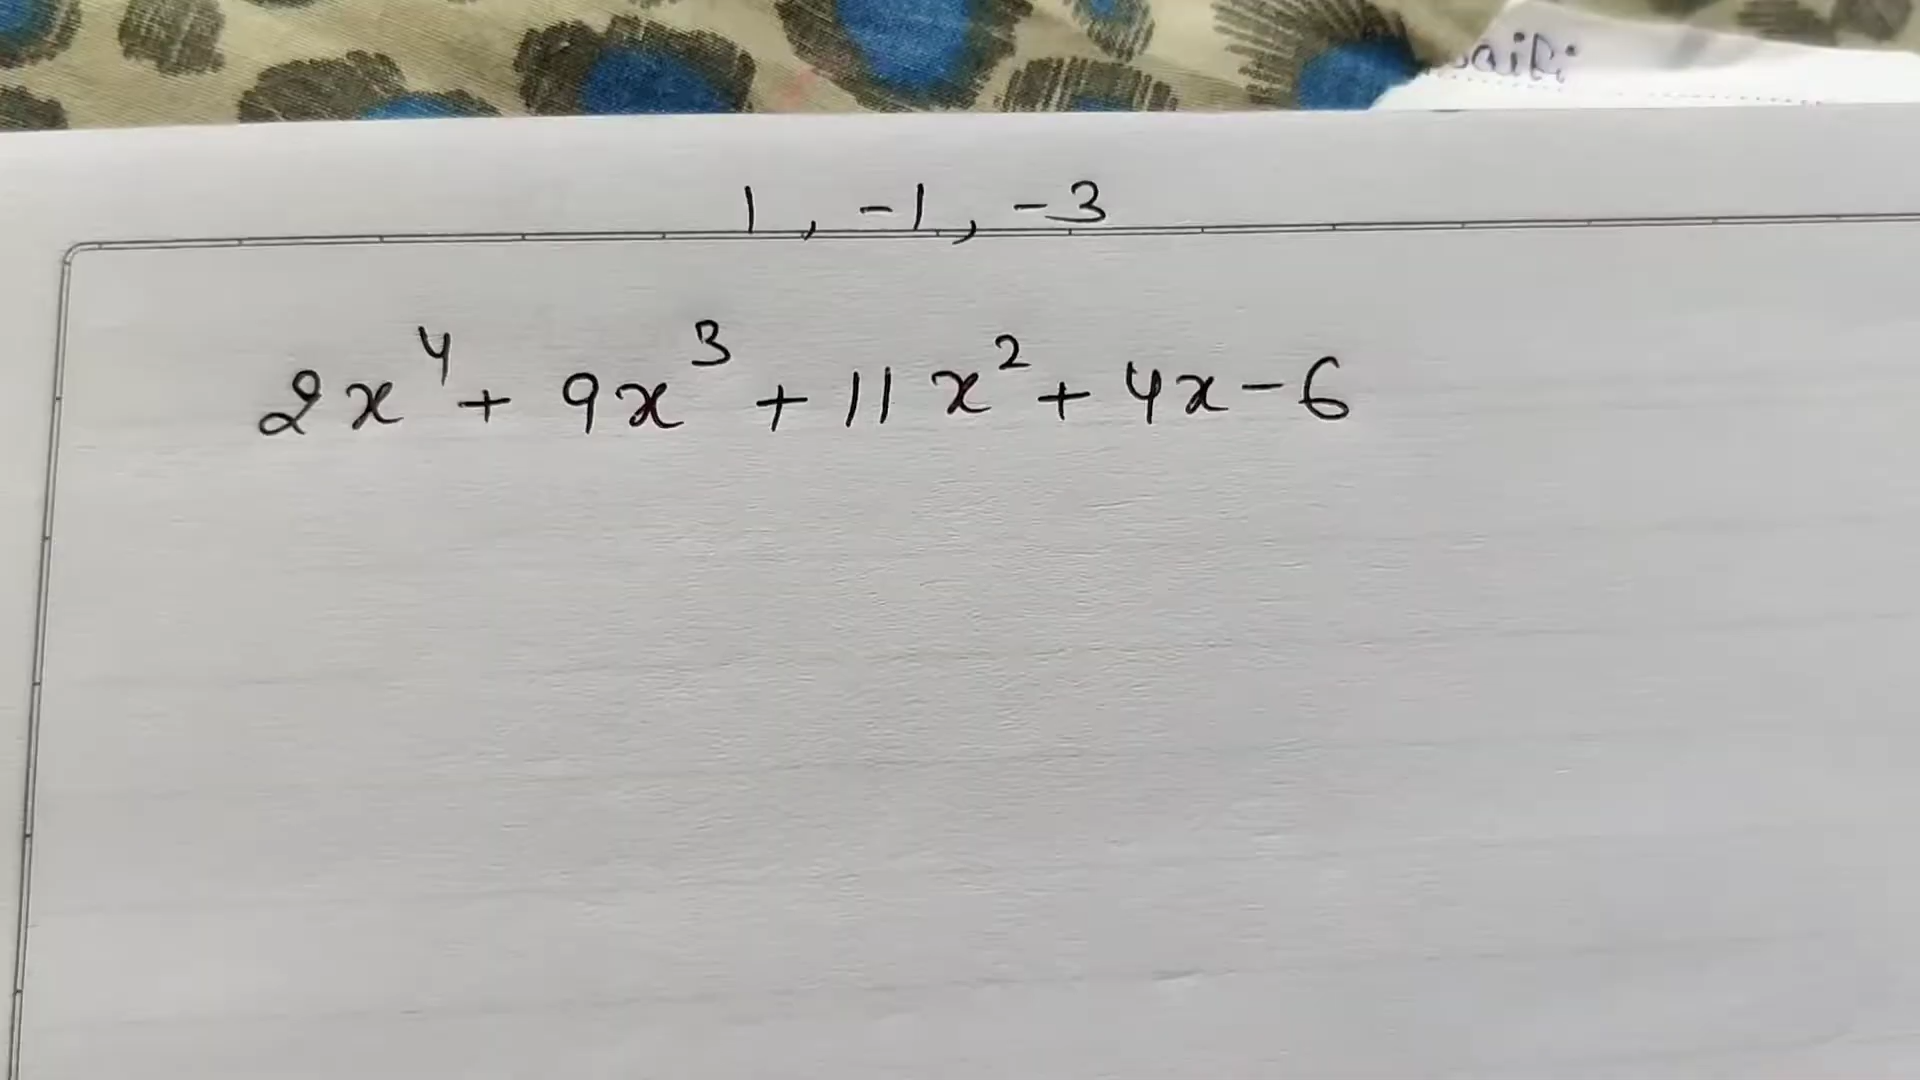 1, -1, -3
2x⁴ + 9x³ + 11x² + 4x - 6